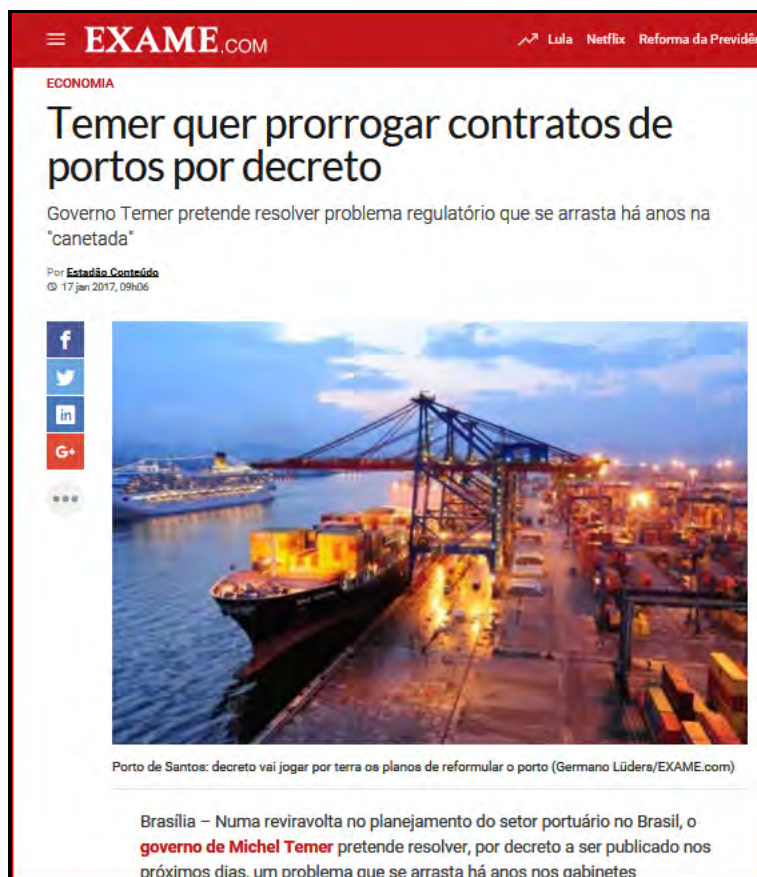 EXAME.COM
Lula Netflix Reforma da Previdên
ECONOMIA
Temer quer prorrogar contratos de
portos por decreto
Governo Temer pretende resolver problema regulatório que se arrasta há anos na
"canetada"
Por Estadão Conteúdo
17 jan 2017, 09h06
f
in
G+
Porto de Santos: decreto vai jogar por terra os planos de reformular o porto (Germano Lüders/EXAME.com)
Brasília – Numa reviravolta no planejamento do setor portuário no Brasil, o
governo de Michel Temer pretende resolver, por decreto a ser publicado nos
próximos dias, um problema que se arrasta há anos nos gabinetes